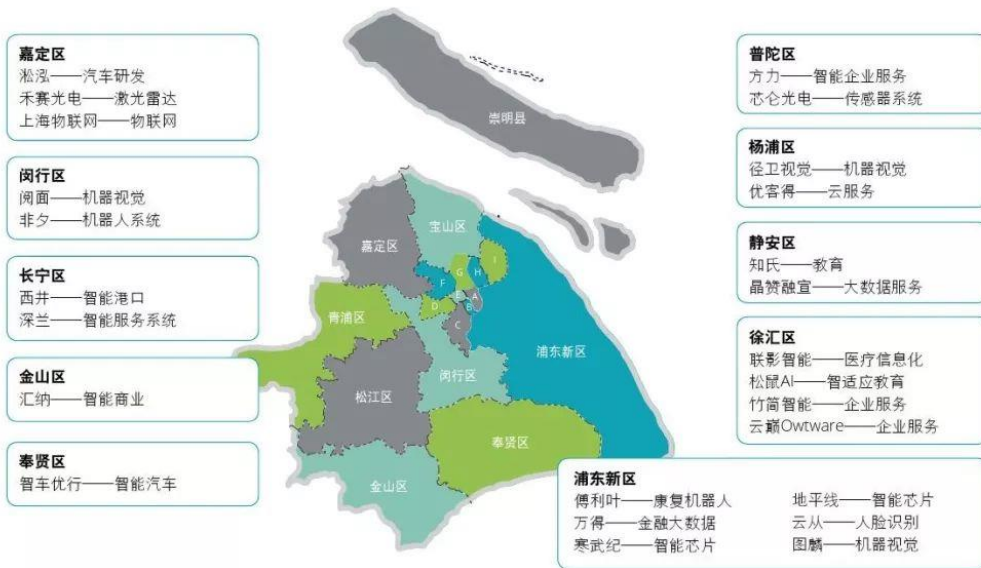 嘉定区
淞泓——汽车研发
禾赛光电——激光雷达
上海物联网——物联网
闵行区
阅面——机器视觉
非夕——机器人系统
长宁区
西井——智能港口
深兰——智能服务系统
金山区
汇纳——智能商业
奉贤区
智车优行——智能汽车
崇明县
宝山区
嘉定区
I
G
H
F
E
A
B
D
C
青浦区
浦东新区
闵行区
松江区
奉贤区
金山区
普陀区
方力——智能企业服务
芯仑光电——传感器系统
杨浦区
径卫视觉——机器视觉
优客得——云服务
静安区
知氏——教育
晶赞融宣——大数据服务
徐汇区
联影智能——医疗信息化
松鼠AI——智适应教育
竹简智能——企业服务
云巅Owtware——企业服务
浦东新区
傅利叶——康复机器人
万得——金融大数据
寒武纪——智能芯片
地平线——智能芯片
云从——人脸识别
图麟——机器视觉